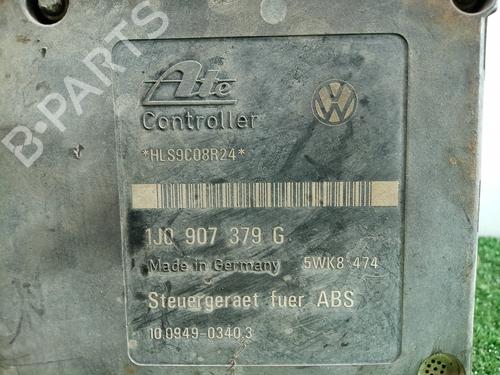 Ate
Controller
*HLS9C08R24*
1J0 907 379 G
Made in Germany 5WK8 474
Steuergeraet fuer ABS
10.0949-0340.3
B-PARTS